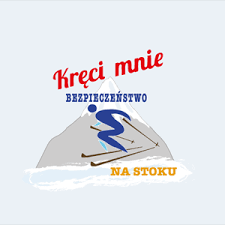 Kręci mnie
BEZPIECZEŃSTWO
NA STOKU